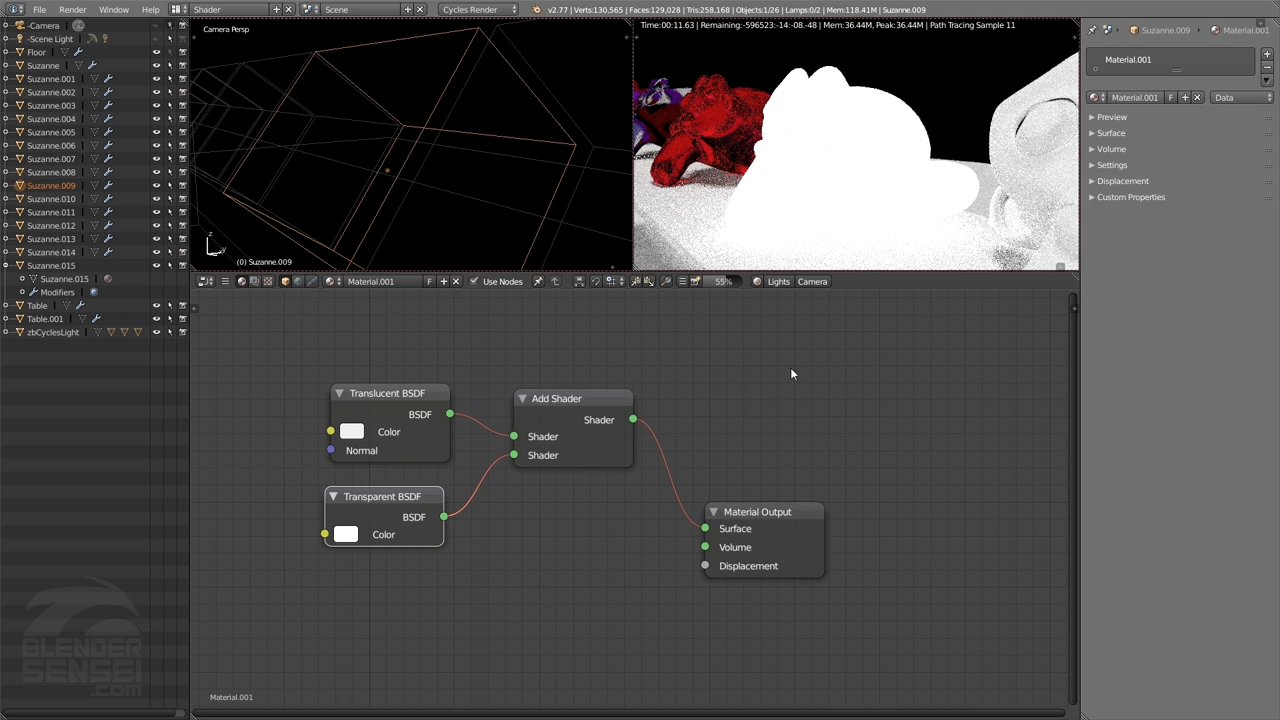 File Render Window Help Shader Scene Cycles Render v2.77 | Verts:130,565 | Faces:129,028 | Tris:258,168 | Objects:1/26 | Lamps:0/2 | Mem:118.41M | Suzanne.009
-Camera
-Scene Light
Floor
Suzanne
Suzanne.001
Suzanne.002
Suzanne.003
Suzanne.004
Suzanne.005
Suzanne.006
Suzanne.007
Suzanne.008
Suzanne.009
Suzanne.010
Suzanne.011
Suzanne.012
Suzanne.013
Suzanne.014
Suzanne.015
Suzanne.015
Modifiers
Table
Table.001
zbCyclesLight
BLENDER
SENSEI
.COM
Camera Persp
z
y
(0) Suzanne.009
Time:00:11.63 | Remaining:-596523:-14:-08.-48 | Mem:36.44M, Peak:36.44M | Path Tracing Sample 11
Material.001 F Use Nodes 55% Lights Camera
Translucent BSDF
BSDF
Color
Normal
Transparent BSDF
BSDF
Color
Add Shader
Shader
Shader
Shader
Material Output
Surface
Volume
Displacement
Material.001
Suzanne.009 Material.001
Material.001
Material.001 F Data
Preview
Surface
Volume
Settings
Displacement
Custom Properties